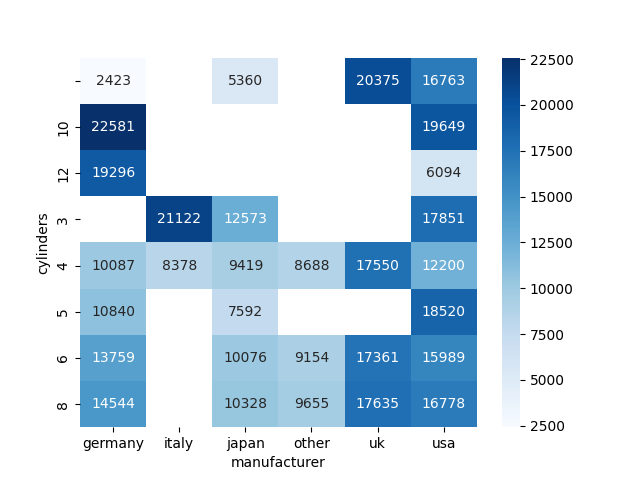 2423 5360 20375 16763 22500
10 22581 19649 20000
12 19296 6094 17500
3 21122 12573 17851 15000
cylinders 12500
4 10087 8378 9419 8688 17550 12200 10000
5 10840 7592 18520 7500
6 13759 10076 9154 17361 15989 5000
8 14544 10328 9655 17635 16778 2500
germany italy japan other uk usa
manufacturer